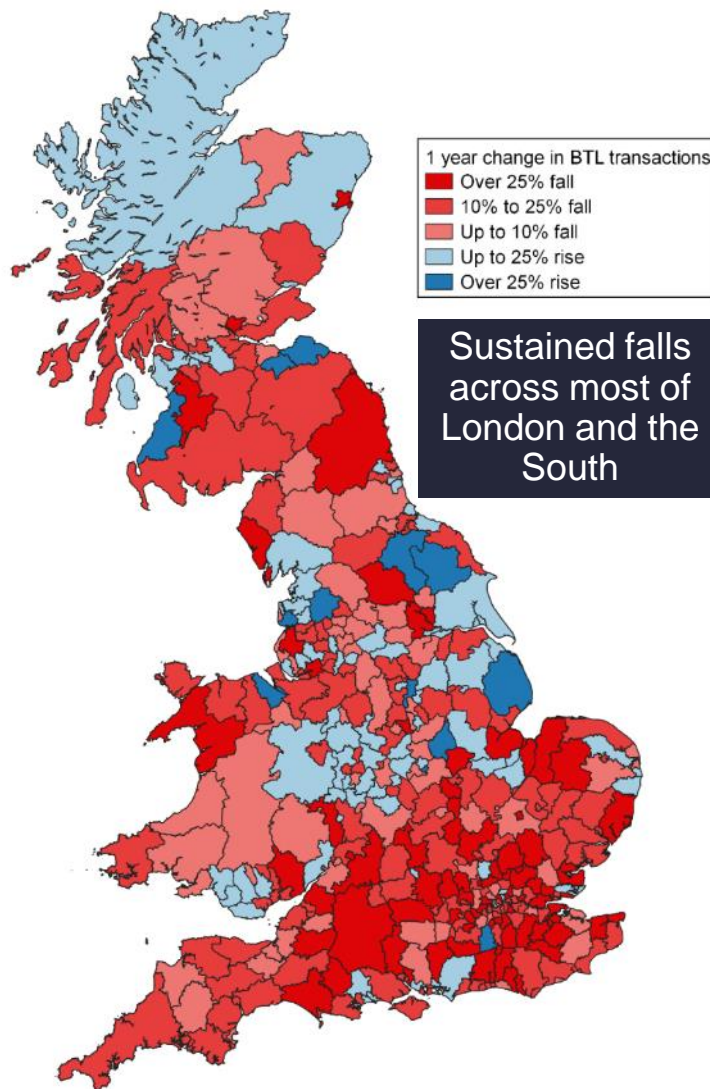 1 year change in BTL transactions
Over 25% fall
10% to 25% fall
Up to 10% fall
Up to 25% rise
Over 25% rise
Sustained falls
across most of
London and the
South